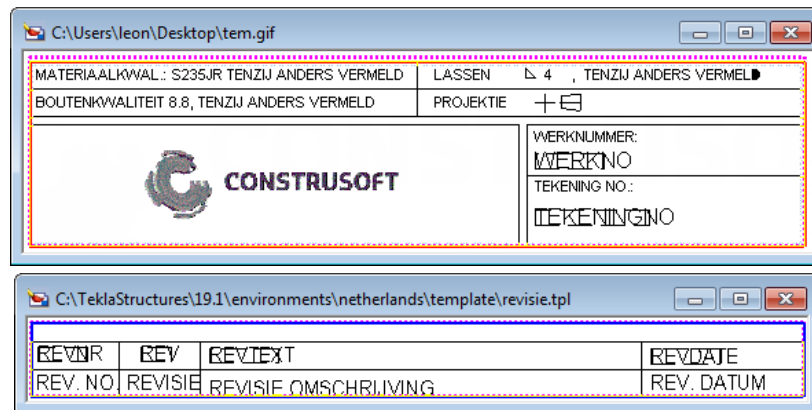 C:\Users\leon\Desktop\tem.gif
MATERIAALKWAL.: S235JR TENZIJ ANDERS VERMELD
LASSEN 4 , TENZIJ ANDERS VERMELD
BOUTENKWALITEIT 8.8, TENZIJ ANDERS VERMELD
PROJEKTIE
CONSTRUSOFT
WERKNUMMER:
WERKNO
TEKENING NO.:
TEKENINGNO
C:\TeklaStructures\19.1\environments\netherlands\template\revisie.tpl
REVNR REV REVTEXT REVDATE
REV. NO. REVISIE REVISIE OMSCHRIJVING REV. DATUM